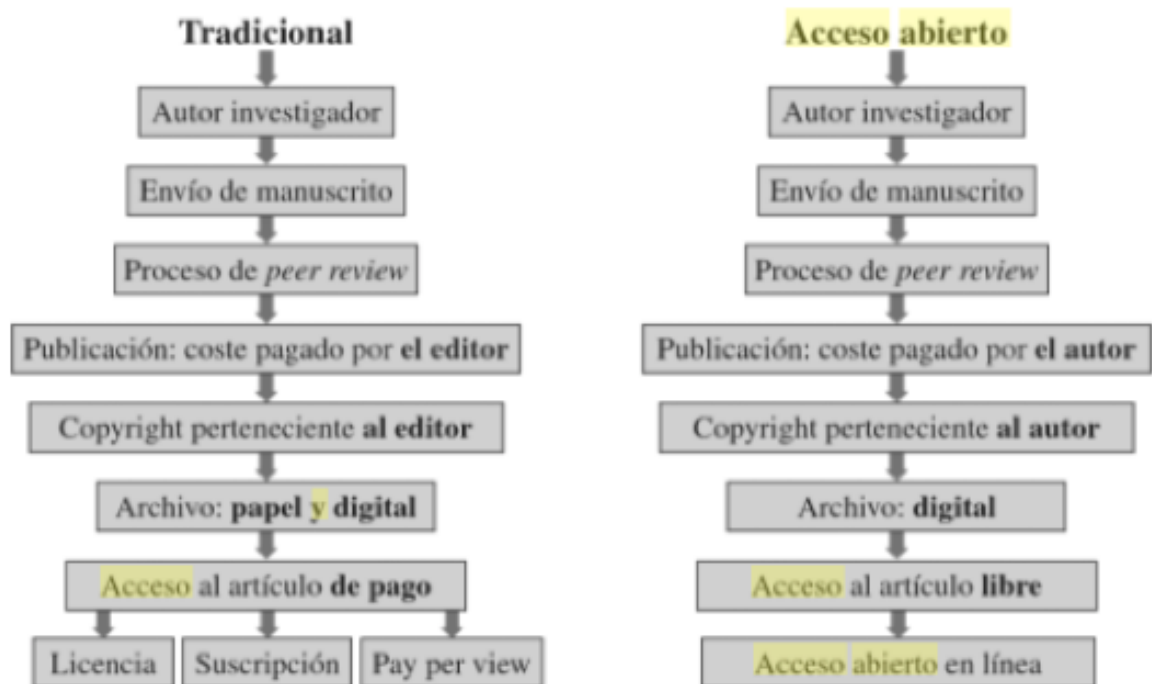 Tradicional
Autor investigador
Envío de manuscrito
Proceso de peer review
Publicación: coste pagado por el editor
Copyright perteneciente al editor
Archivo: papel y digital
Acceso al artículo de pago
Licencia
Suscripción
Pay per view
Acceso abierto
Autor investigador
Envío de manuscrito
Proceso de peer review
Publicación: coste pagado por el autor
Copyright perteneciente al autor
Archivo: digital
Acceso al artículo libre
Acceso abierto en línea